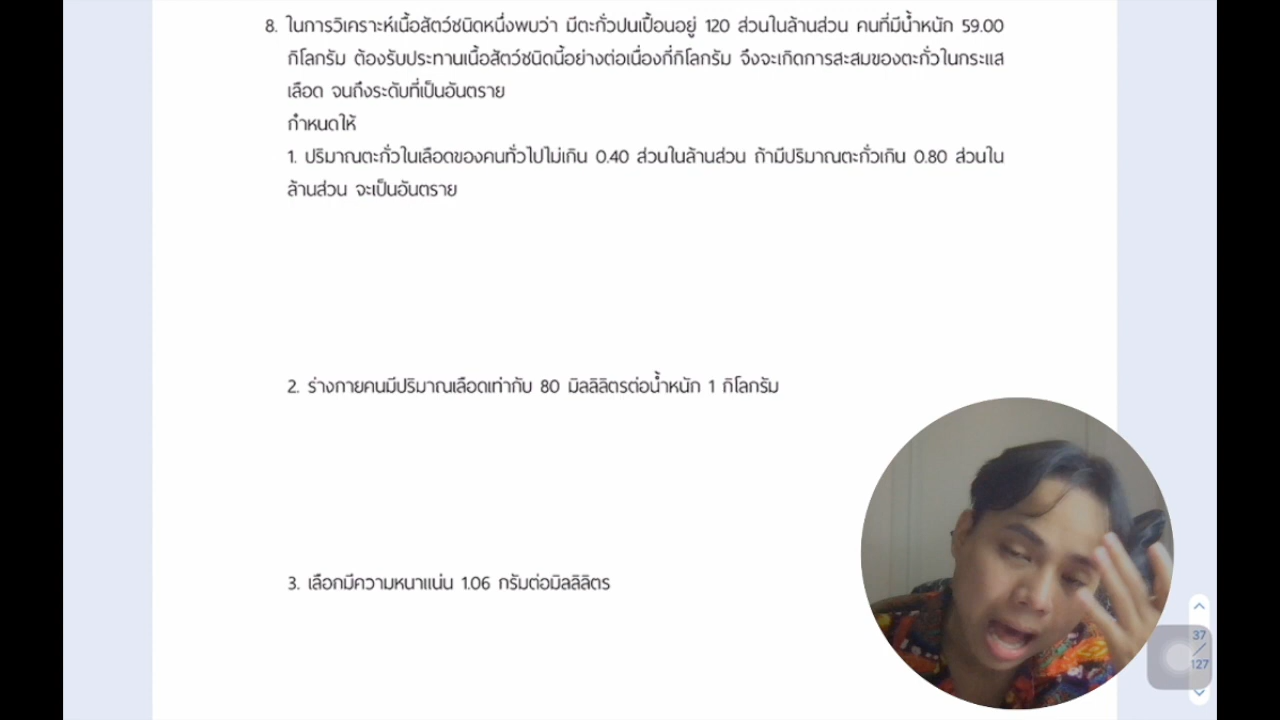 8. ในการวิเคราะห์เนื้อสัตว์ชนิดหนึ่งพบว่า มีตะกั่วปนเปื้อนอยู่ 120 ส่วนในล้านส่วน คนที่มีน้ำหนัก 59.00
กิโลกรัม ต้องรับประทานเนื้อสัตว์ชนิดนี้อย่างต่อเนื่องกี่กิโลกรัม จึงจะเกิดการสะสมของตะกั่วในกระแส
เลือด จนถึงระดับที่เป็นอันตราย
กำหนดให้
1. ปริมาณตะกั่วในเลือดของคนทั่วไปไม่เกิน 0.40 ส่วนในล้านส่วน ถ้ามีปริมาณตะกั่วเกิน 0.80 ส่วนใน
ล้านส่วน จะเป็นอันตราย
2. ร่างกายคนมีปริมาณเลือดเท่ากับ 80 มิลลิลิตรต่อน้ำหนัก 1 กิโลกรัม
3. เลือกมีความหนาแน่น 1.06 กรัมต่อมิลลิลิตร
37
127